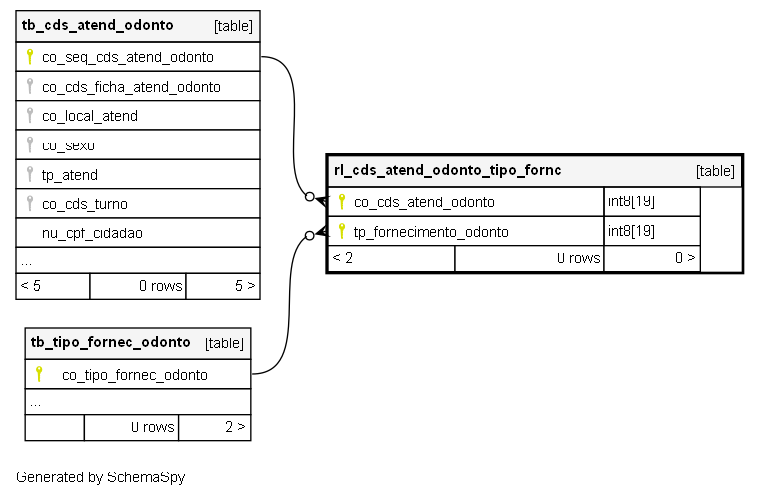 tb_cds_atend_odonto [table]
co_seq_cds_atend_odonto
co_cds_ficha_atend_odonto
co_local_atend
co_sexo
tp_atend
co_cds_turno
nu_cpf_cidadao
...
< 5 0 rows 5 >
rl_cds_atend_odonto_tipo_fornc [table]
co_cds_atend_odonto int8[19]
tp_fornecimento_odonto int8[19]
< 2 0 rows 0 >
tb_tipo_fornec_odonto [table]
co_tipo_fornec_odonto
...
0 rows 2 >
Generated by SchemaSpy